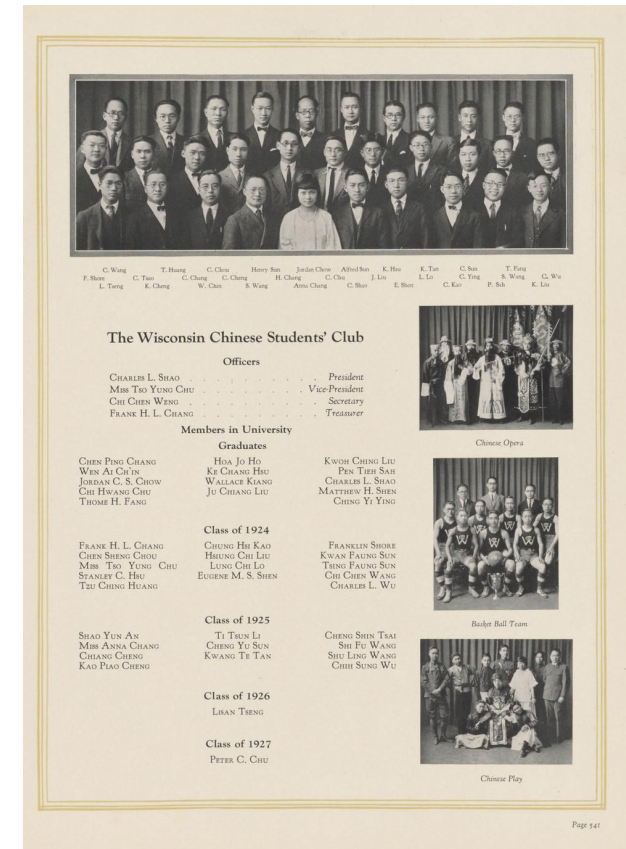 C. Wang T. Huang C. Chou Henry Sun Jordan Chow Alfred Sun K. Hsu K. Tan C. Sun T. Fang
F. Shore C. Tsao C. Chang C. Cheng H. Chang C. Chu J. Liu L. Lo C. Ying S. Wang C. Wu
L. Tseng K. Cheng W. Chin S. Wang Anna Chang C. Shao E. Shen C. Kao P. Sah K. Liu
The Wisconsin Chinese Students' Club
Officers
CHARLES L. SHAO . . . . . . . . . . President
MISS TSO YUNG CHU . . . . . . . . . Vice-President
CHI CHEN WENG . . . . . . . . . . Secretary
FRANK H. L. CHANG . . . . . . . . . Treasurer
Members in University
Graduates
CHEN PING CHANG HOA JO HO KWOH CHING LIU
WEN AI CH'IN KE CHANG HSU PEN TIEH SAH
JORDAN C. S. CHOW WALLACE KIANG CHARLES L. SHAO
CHI HWANG CHU JU CHIANG LIU MATTHEW H. SHEN
THOME H. FANG CHING YI YING
Class of 1924
FRANK H. L. CHANG CHUNG HSI KAO FRANKLIN SHORE
CHEN SHENG CHOU HSIUNG CHI LIU KWAN FAUNG SUN
MISS TSO YUNG CHU LUNG CHI LO TSING FAUNG SUN
STANLEY C. HSU EUGENE M. S. SHEN CHI CHEN WANG
TZU CHING HUANG CHARLES L. WU
Class of 1925
SHAO YUN AN TI TSUN LI CHENG SHIN TSAI
MISS ANNA CHANG CHENG YU SUN SHI FU WANG
CHIANG CHENG KWANG TE TAN SHU LING WANG
KAO PIAO CHENG CHIH SUNG WU
Class of 1926
LISAN TSENG
Class of 1927
PETER C. CHU
Chinese Opera
W W W
Basket Ball Team
Chinese Play
Page 541